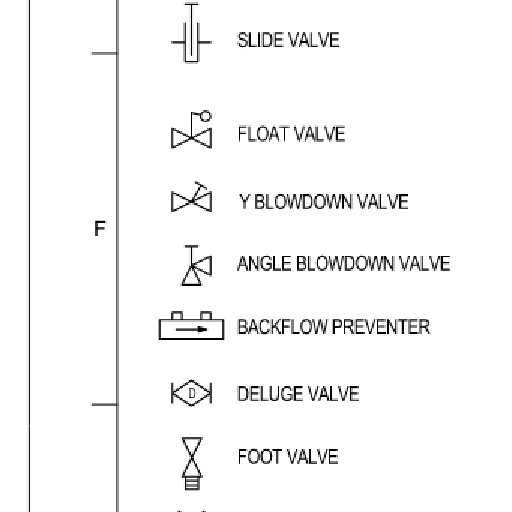 SLIDE VALVE
FLOAT VALVE
Y BLOWDOWN VALVE
F
ANGLE BLOWDOWN VALVE
BACKFLOW PREVENTER
D
DELUGE VALVE
FOOT VALVE